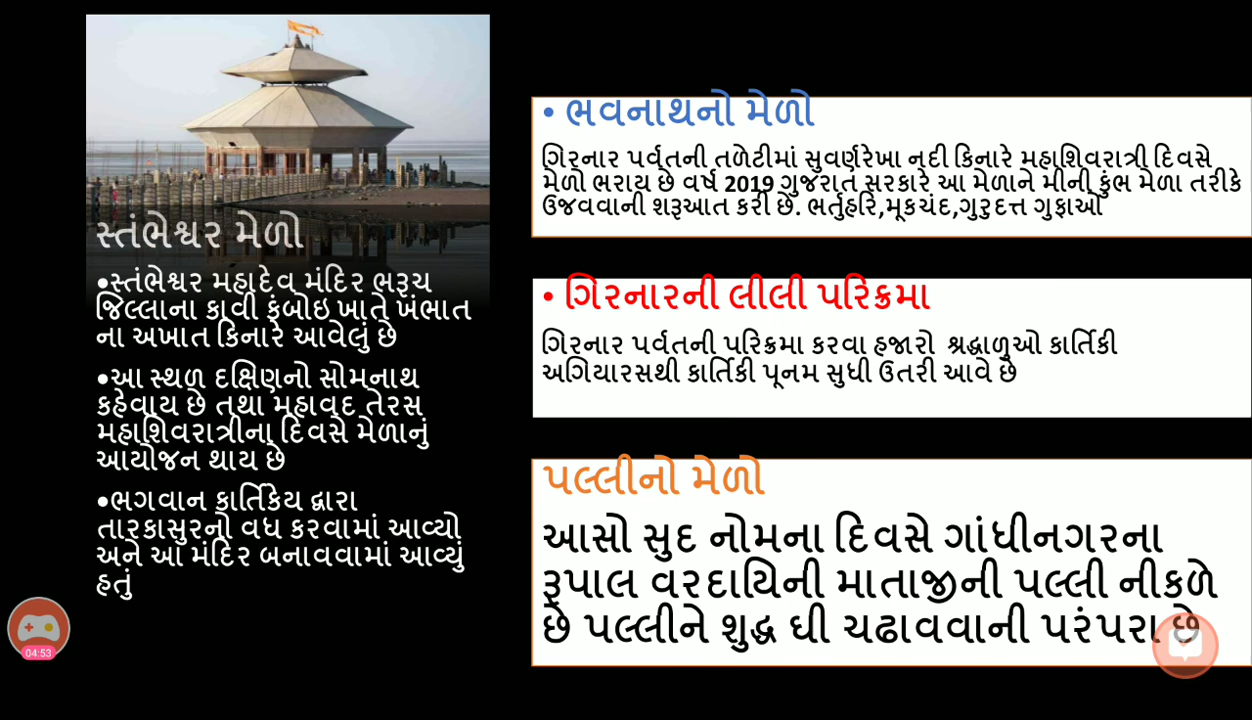 સ્તંભેશ્વર મેળો
•સ્તંભેશ્વર મહાદેવ મંદિર ભરૂચ
જિલ્લાના કાવી કંબોઇ ખાતે ખંભાત
ના અખાત કિનારે આવેલું છે
•આ સ્થળ દક્ષિણનો સોમનાથ
કહેવાય છે તથા મહાવદ તેરસ
મહાશિવરાત્રીના દિવસે મેળાનું
આયોજન થાય છે
•ભગવાન કાર્તિકેય દ્વારા
તારકાસુરનો વધ કરવામાં આવ્યો
અને આ મંદિર બનાવવામાં આવ્યું
હતું
• ભવનાથનો મેળો
ગિરનાર પર્વતની તળેટીમાં સુવર્ણરેખા નદી કિનારે મહાશિવરાત્રી દિવસે
મેળો ભરાય છે વર્ષ 2019 ગુજરાત સરકારે આ મેળાને મીની કુંભ મેળા તરીકે
ઉજવવાની શરૂઆત કરી છે. ભર્તુહરિ,મૂકચંદ,ગુરુદત્ત ગુફાઓ
• ગિરનારની લીલી પરિક્રમા
ગિરનાર પર્વતની પરિક્રમા કરવા હજારો શ્રદ્ધાળુઓ કાર્તિકી
અગિયારસથી કાર્તિકી પૂનમ સુધી ઉતરી આવે છે
પલ્લીનો મેળો
આસો સુદ નોમના દિવસે ગાંધીનગરના
રૂપાલ વરદાયિની માતાજીની પલ્લી નીકળે
છે પલ્લીને શુદ્ધ ઘી ચઢાવવાની પરંપરા છે
04:53